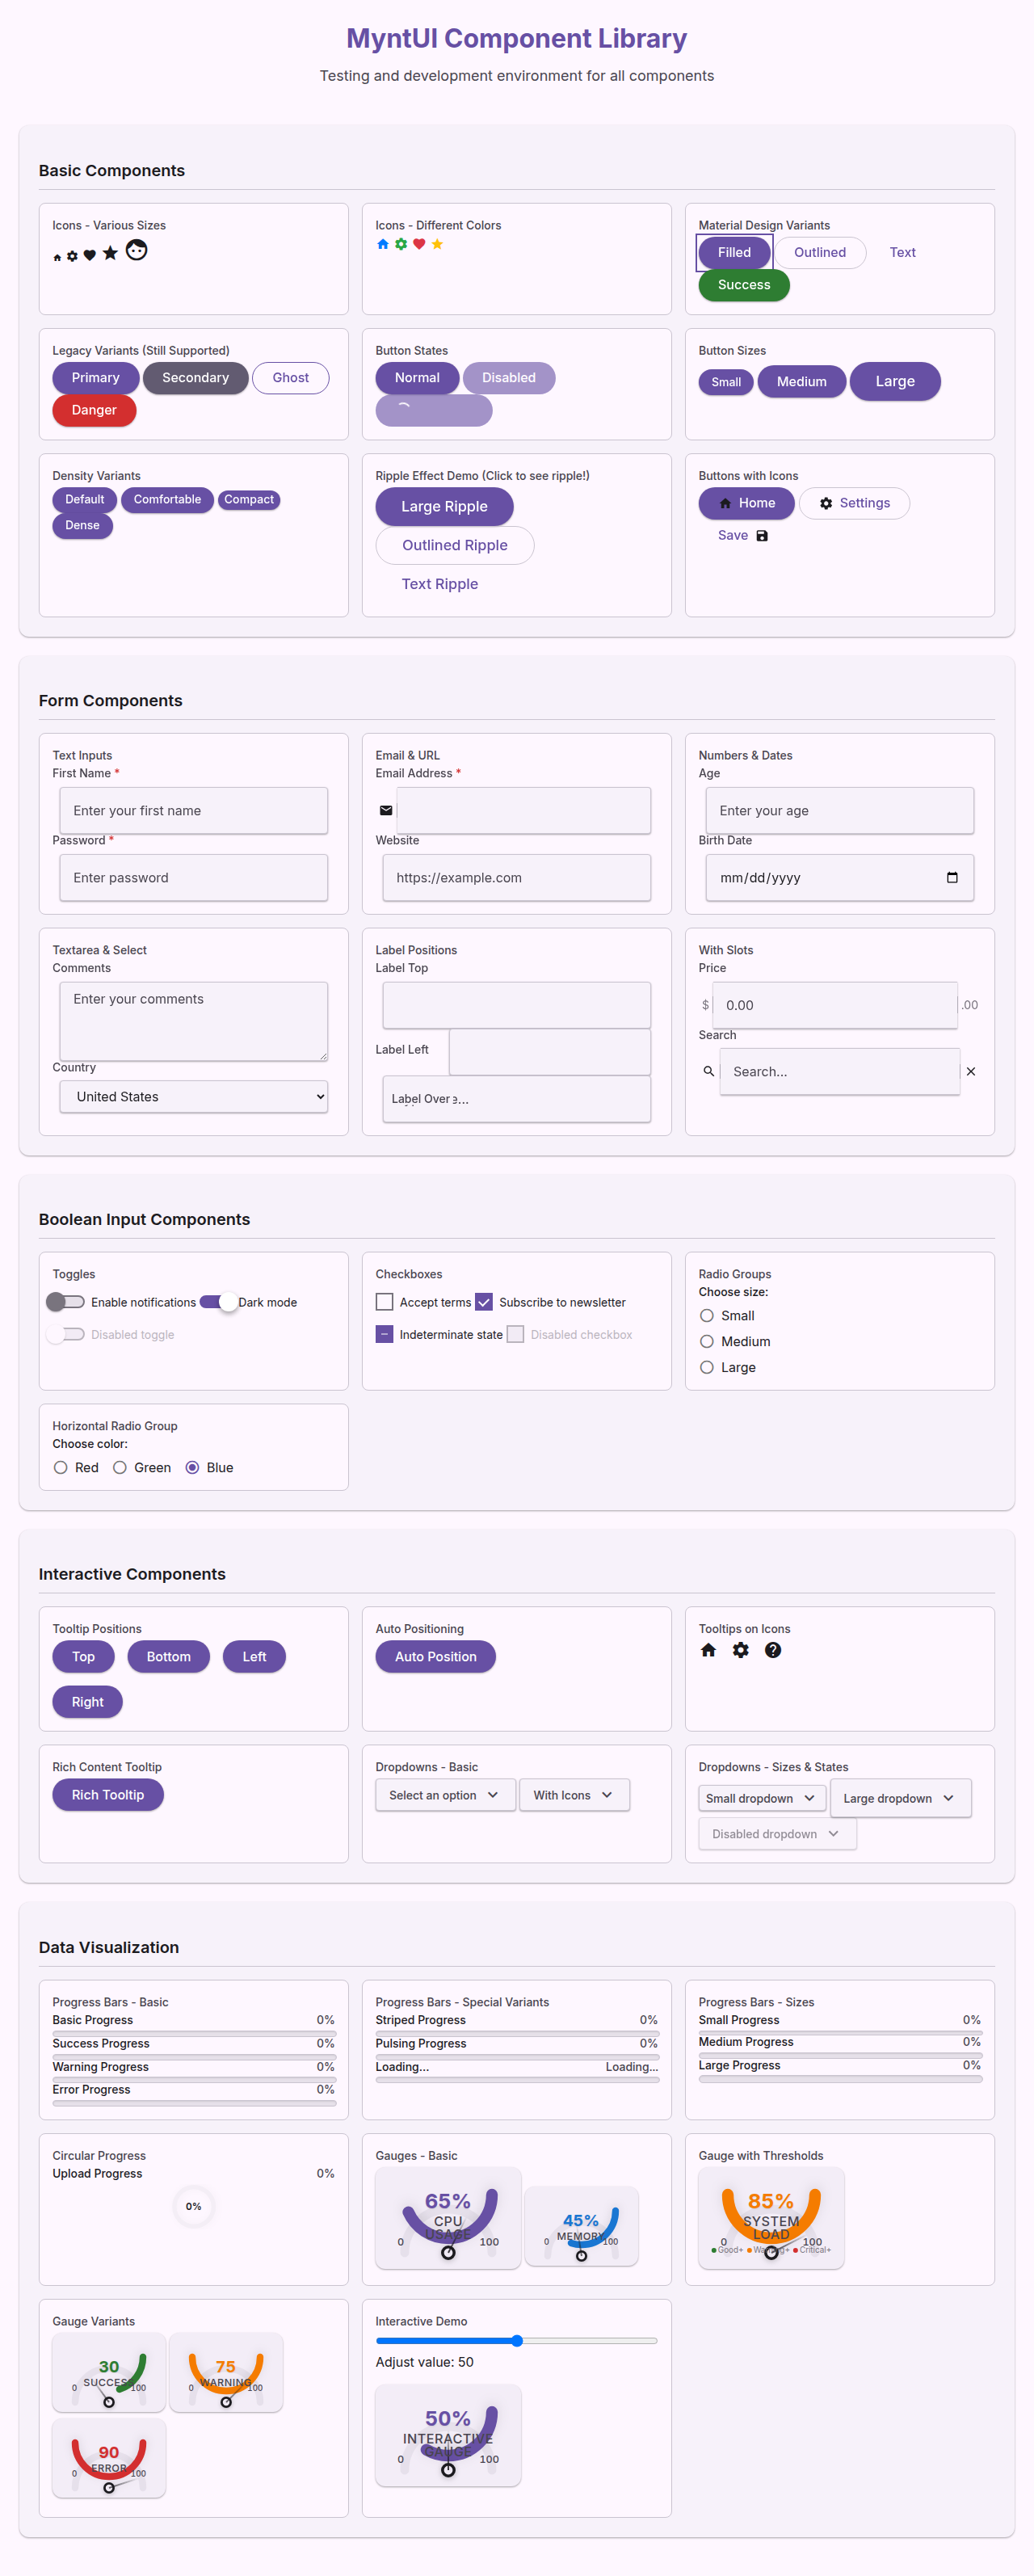 MyntUI Component Library
Testing and development environment for all components
Basic Components
Icons - Various Sizes
Icons - Different Colors
Material Design Variants
Filled
Outlined
Text
Success
Legacy Variants (Still Supported)
Primary
Secondary
Ghost
Danger
Button States
Normal
Disabled
Button Sizes
Small
Medium
Large
Density Variants
Default
Comfortable
Compact
Dense
Ripple Effect Demo (Click to see ripple!)
Large Ripple
Outlined Ripple
Text Ripple
Buttons with Icons
Home
Settings
Save
Form Components
Text Inputs
First Name *
Enter your first name
Password *
Enter password
Email & URL
Email Address *
Website
https://example.com
Numbers & Dates
Age
Enter your age
Birth Date
mm/dd/yyyy
Textarea & Select
Comments
Enter your comments
Country
United States
Label Positions
Label Top
Label Left
Label Over
With Slots
Price
$ 0.00 .00
Search
Search...
Boolean Input Components
Toggles
Enable notifications
Dark mode
Disabled toggle
Checkboxes
Accept terms
Subscribe to newsletter
Indeterminate state
Disabled checkbox
Radio Groups
Choose size:
Small
Medium
Large
Horizontal Radio Group
Choose color:
Red
Green
Blue
Interactive Components
Tooltip Positions
Top
Bottom
Left
Right
Auto Positioning
Auto Position
Tooltips on Icons
Rich Content Tooltip
Rich Tooltip
Dropdowns - Basic
Select an option
With Icons
Dropdowns - Sizes & States
Small dropdown
Large dropdown
Disabled dropdown
Data Visualization
Progress Bars - Basic
Basic Progress 0%
Success Progress 0%
Warning Progress 0%
Error Progress 0%
Progress Bars - Special Variants
Striped Progress 0%
Pulsing Progress 0%
Loading... Loading...
Progress Bars - Sizes
Small Progress 0%
Medium Progress 0%
Large Progress 0%
Circular Progress
Upload Progress 0%
0%
Gauges - Basic
65%
CPU
USAGE
0 100
45%
MEMORY
0 100
Gauge with Thresholds
85%
SYSTEM
LOAD
0 100
Good+ Warning+ Critical+
Gauge Variants
30
SUCCESS
0 100
75
WARNING
0 100
90
ERROR
0 100
Interactive Demo
Adjust value: 50
50%
INTERACTIVE
GAUGE
0 100